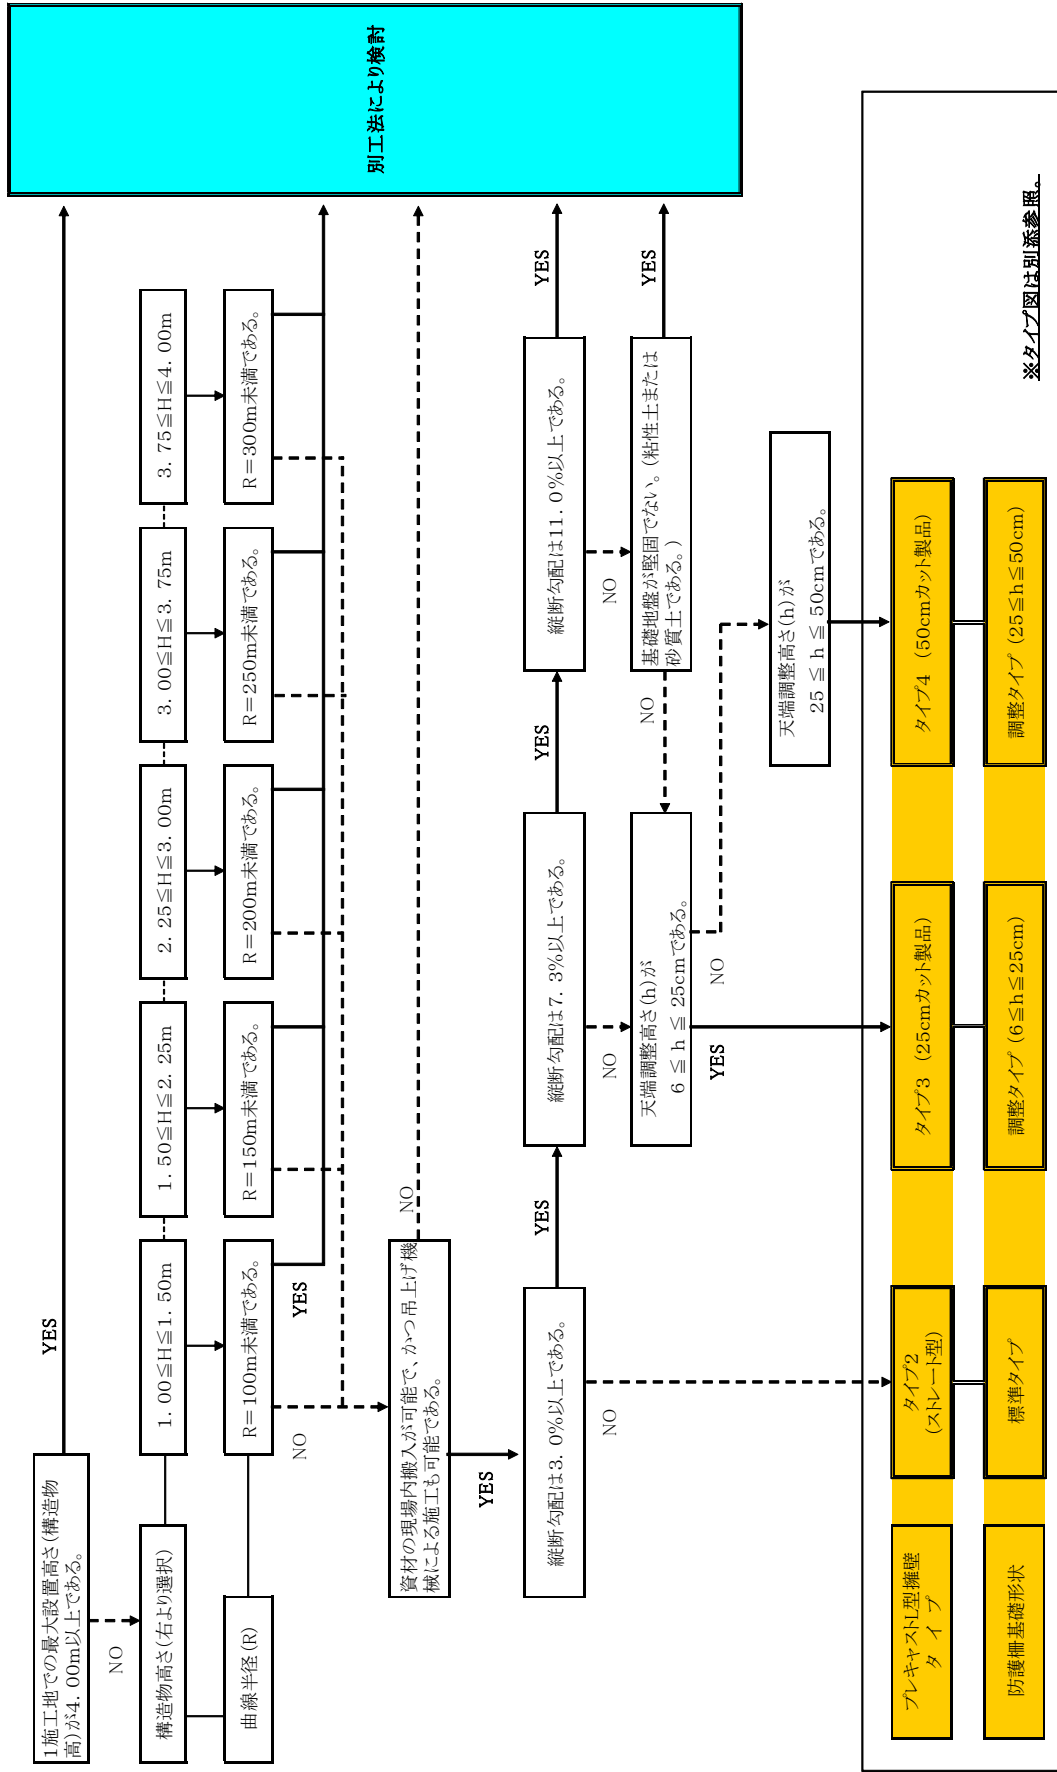 1施工地での最大設置高さ(構造物
高)が4.00m以上である。
YES
別工法により検討
NO
構造物高さ(右より選択)
1.00≦H≦1.50m
1.50≦H≦2.25m
2.25≦H≦3.00m
3.00≦H≦3.75m
3.75≦H≦4.00m
曲線半径(R)
R=100m未満である。
R=150m未満である。
R=200m未満である。
R=250m未満である。
R=300m未満である。
NO
YES
資材の現場内搬入が可能で、かつ吊上げ機
械による施工も可能である。
NO
YES
縦断勾配は3.0%以上である。
YES
縦断勾配は7.3%以上である。
YES
縦断勾配は11.0%以上である。
YES
NO
NO
NO
天端調整高さ(h)が
6 ≦ h ≦ 25cmである。
NO
基礎地盤が堅固でない。(粘性土または
砂質土である。)
YES
YES
NO
天端調整高さ(h)が
25 ≦ h ≦ 50cmである。
プレキャストL型擁壁
タイプ
タイプ2
(ストレート型)
タイプ3 (25cmカット製品)
タイプ4 (50cmカット製品)
防護柵基礎形状
標準タイプ
調整タイプ (6≦h≦25cm)
調整タイプ (25≦h≦50cm)
※タイプ図は別添参照。